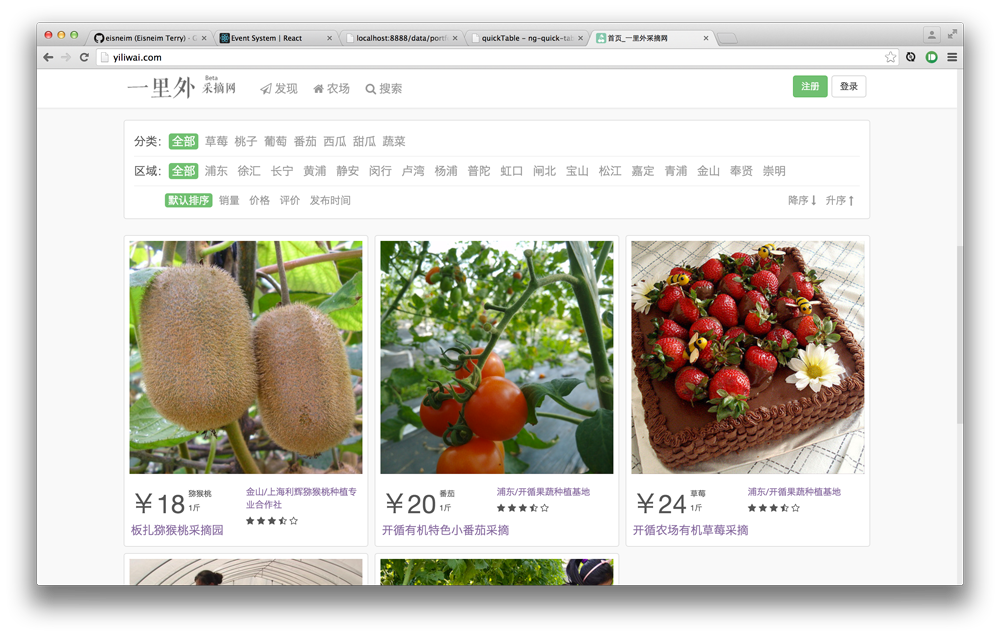 eisneim (Eisneim Terry) - G
Event System | React
localhost:8888/data/portf
quickTable - ng-quick-tab
首页_一里外采摘网
yiliwai.com
一里外 Beta 采摘网 发现 农场 搜索 注册 登录
分类: 全部 草莓 桃子 葡萄 番茄 西瓜 甜瓜 蔬菜
区域: 全部 浦东 徐汇 长宁 黄浦 静安 闵行 卢湾 杨浦 普陀 虹口 闸北 宝山 松江 嘉定 青浦 金山 奉贤 崇明
默认排序 销量 价格 评价 发布时间 降序 升序
¥18 猕猴桃 1斤
金山/上海利辉猕猴桃种植专
业合作社
板扎猕猴桃采摘园
¥20 番茄 1斤
浦东/开循果蔬种植基地
开循有机特色小番茄采摘
¥24 草莓 1斤
浦东/开循果蔬种植基地
开循农场有机草莓采摘